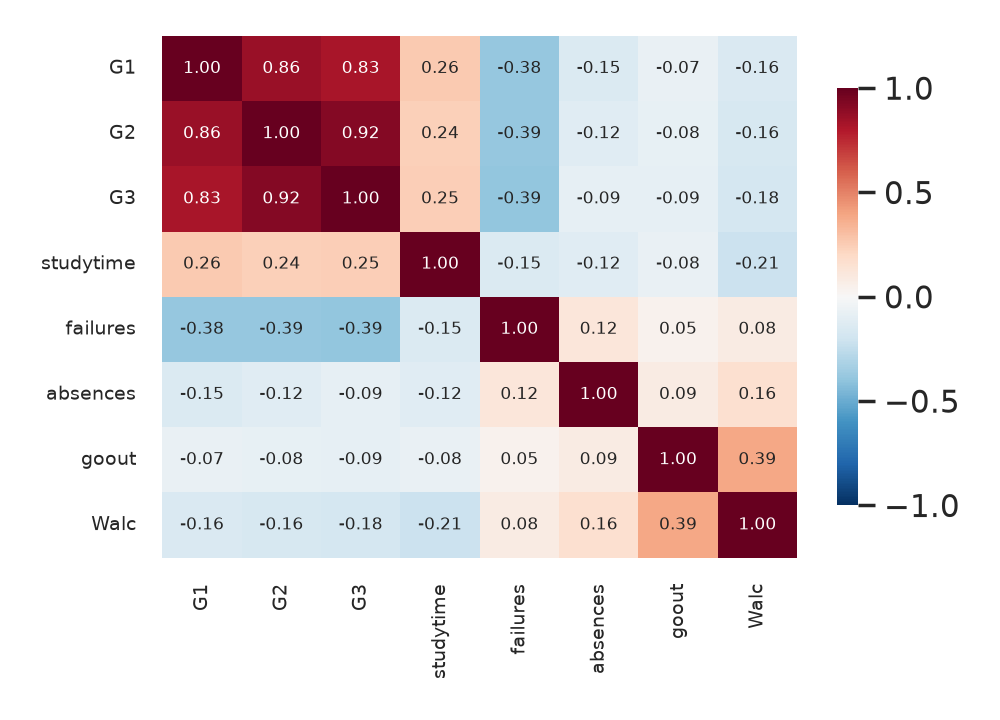 G1 1.00 0.86 0.83 0.26 -0.38 -0.15 -0.07 -0.16
G2 0.86 1.00 0.92 0.24 -0.39 -0.12 -0.08 -0.16
G3 0.83 0.92 1.00 0.25 -0.39 -0.09 -0.09 -0.18
studytime 0.26 0.24 0.25 1.00 -0.15 -0.12 -0.08 -0.21
failures -0.38 -0.39 -0.39 -0.15 1.00 0.12 0.05 0.08
absences -0.15 -0.12 -0.09 -0.12 0.12 1.00 0.09 0.16
goout -0.07 -0.08 -0.09 -0.08 0.05 0.09 1.00 0.39
Walc -0.16 -0.16 -0.18 -0.21 0.08 0.16 0.39 1.00
G1 G2 G3 studytime failures absences goout Walc
1.0
0.5
0.0
−0.5
−1.0